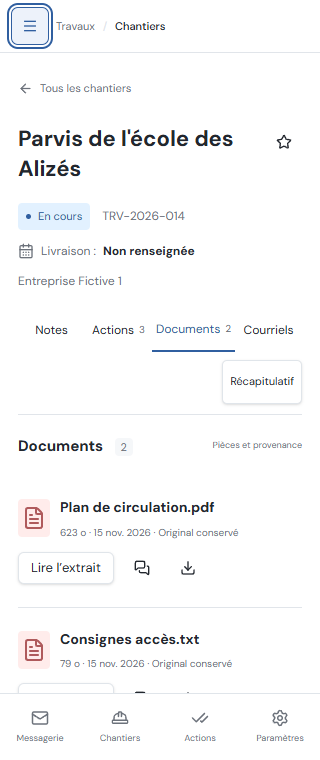 Travaux / Chantiers
Tous les chantiers
Parvis de l'école des
Alizés
En cours TRV-2026-014
Livraison : Non renseignée
Entreprise Fictive 1
Notes Actions 3 Documents 2 Courriels
Récapitulatif
Documents 2 Pièces et provenance
Plan de circulation.pdf
623 o · 15 nov. 2026 · Original conservé
Lire l’extrait
Consignes accès.txt
79 o · 15 nov. 2026 · Original conservé
Messagerie Chantiers Actions Paramètres